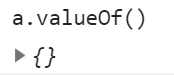 a.valueOf()
▶ {}